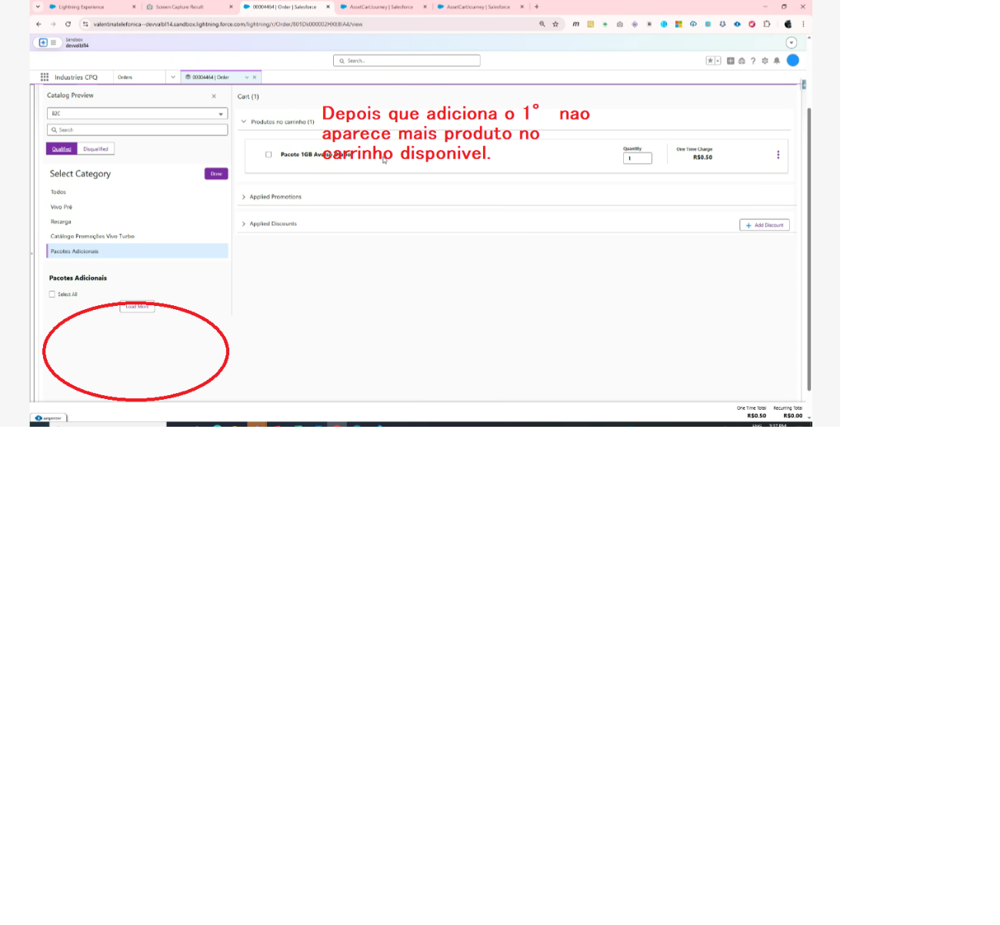 Lightning Experience
Screen Capture Result
00004464 | Order | Salesforce
AssetCartJourney | Salesforce
AssetCartJourney | Salesforce
valentinatelefonica--devvalbl14.sandbox.lightning.force.com/lightning/r/Order/801Dk000002HXEBIA4/view
Sandbox
devvalbl14
Search...
Industries CPQ
Orders
00004464 | Order
Catalog Preview
B2C
Search
Qualified
Disqualified
Select Category
Done
Todos
Vivo Pré
Recarga
Catálogo Promoções Vivo Turbo
Pacotes Adicionais
Pacotes Adicionais
Select All
Load More
Cart (1)
Produtos no carrinho (1)
Depois que adiciona o 1° nao
aparece mais produto no
carrinho disponivel.
Pacote 1GB
Quantity
1
One Time Charge
R$0.50
Applied Promotions
Applied Discounts
Add Discount
One Time Total
R$0.50
Recurring Total
R$0.00
ENG
3:37 PM